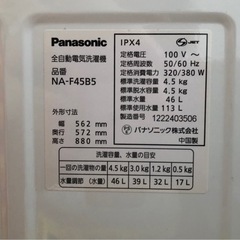 Panasonic
全自動電気洗濯機
品番
NA-F45B5
外形寸法
幅 562 mm
奥行 572 mm
高さ 880 mm
IPX4 JET
定格電圧 100 V ～
定格周波数 50/60 Hz
定格消費電力 320/380 W
標準洗濯容量 4.5 kg
標準脱水容量 4.5 kg
標準水量 46 L
標準使用水量 113 L
製造番号 1222403506
パナソニック株式会社
中国製
洗濯容量、水量の目安
一回の洗濯物の量 4.5 kg 3.0 kg 1.2 kg 0.5 kg
水量調節（水量） 46 L 39 L 32 L 17 L